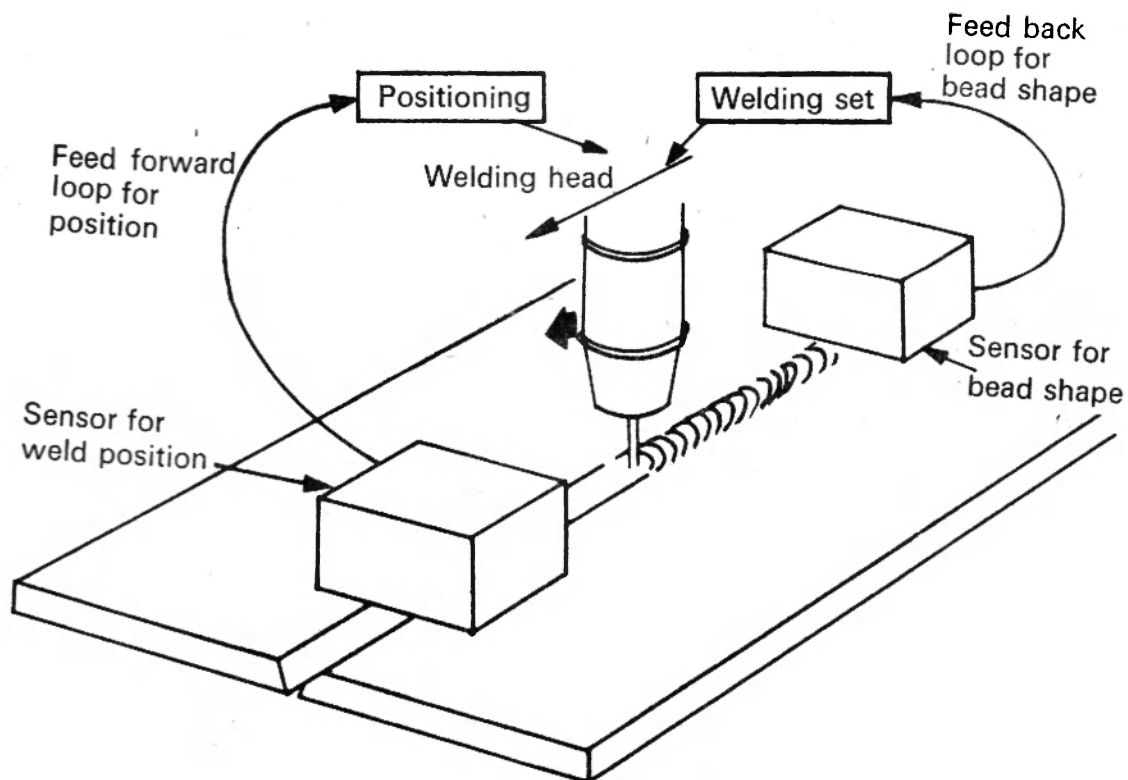 Feed back
loop for
bead shape
Positioning
Welding set
Feed forward
loop for
position
Welding head
Sensor for
bead shape
Sensor for
weld position